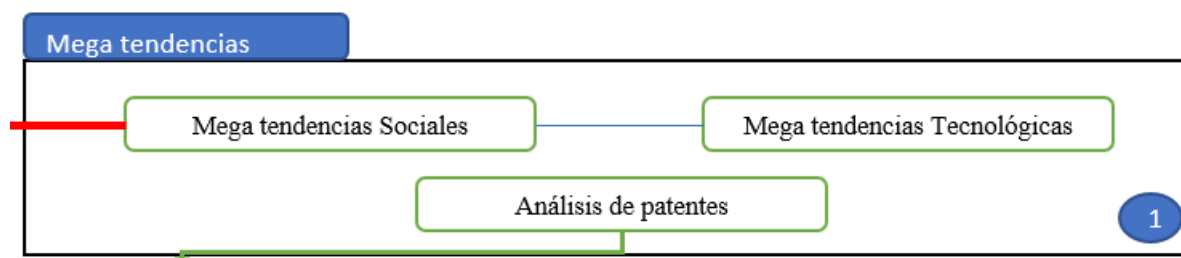 Mega tendencias
Mega tendencias Sociales
Mega tendencias Tecnológicas
Análisis de patentes
1